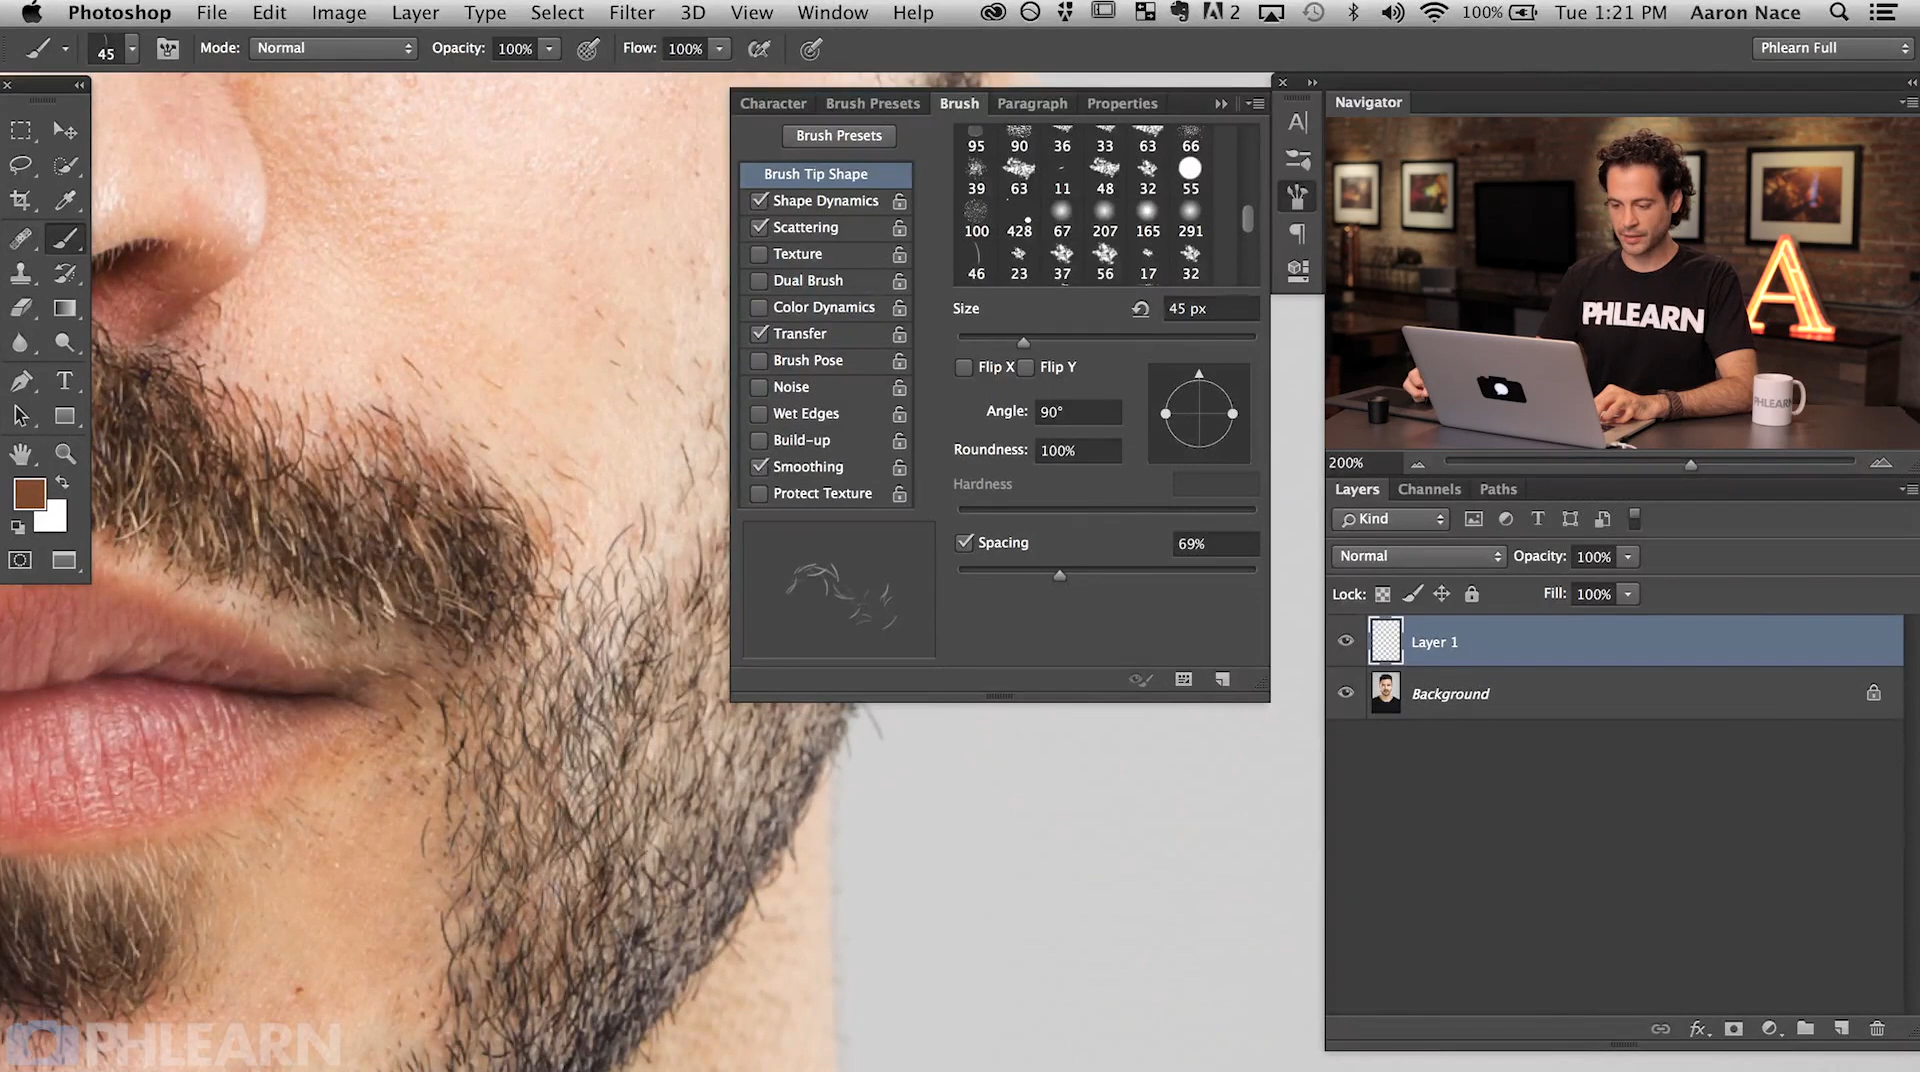 Photoshop File Edit Image Layer Type Select Filter 3D View Window Help 2 100% Tue 1:21 PM Aaron Nace
45 Mode: Normal Opacity: 100% Flow: 100% Phlearn Full
Character Brush Presets Brush Paragraph Properties
Brush Presets
Brush Tip Shape
Shape Dynamics
Scattering
Texture
Dual Brush
Color Dynamics
Transfer
Brush Pose
Noise
Wet Edges
Build-up
Smoothing
Protect Texture
95 90 36 33 63 66
39 63 11 48 32 55
100 428 67 207 165 291
46 23 37 56 17 32
Size 45 px
Flip X Flip Y
Angle: 90°
Roundness: 100%
Hardness
Spacing 69%
Navigator
PHLEARN
PHLEARN
200%
Layers Channels Paths
Kind
Normal Opacity: 100%
Lock: Fill: 100%
Layer 1
Background
fx
PHLEARN